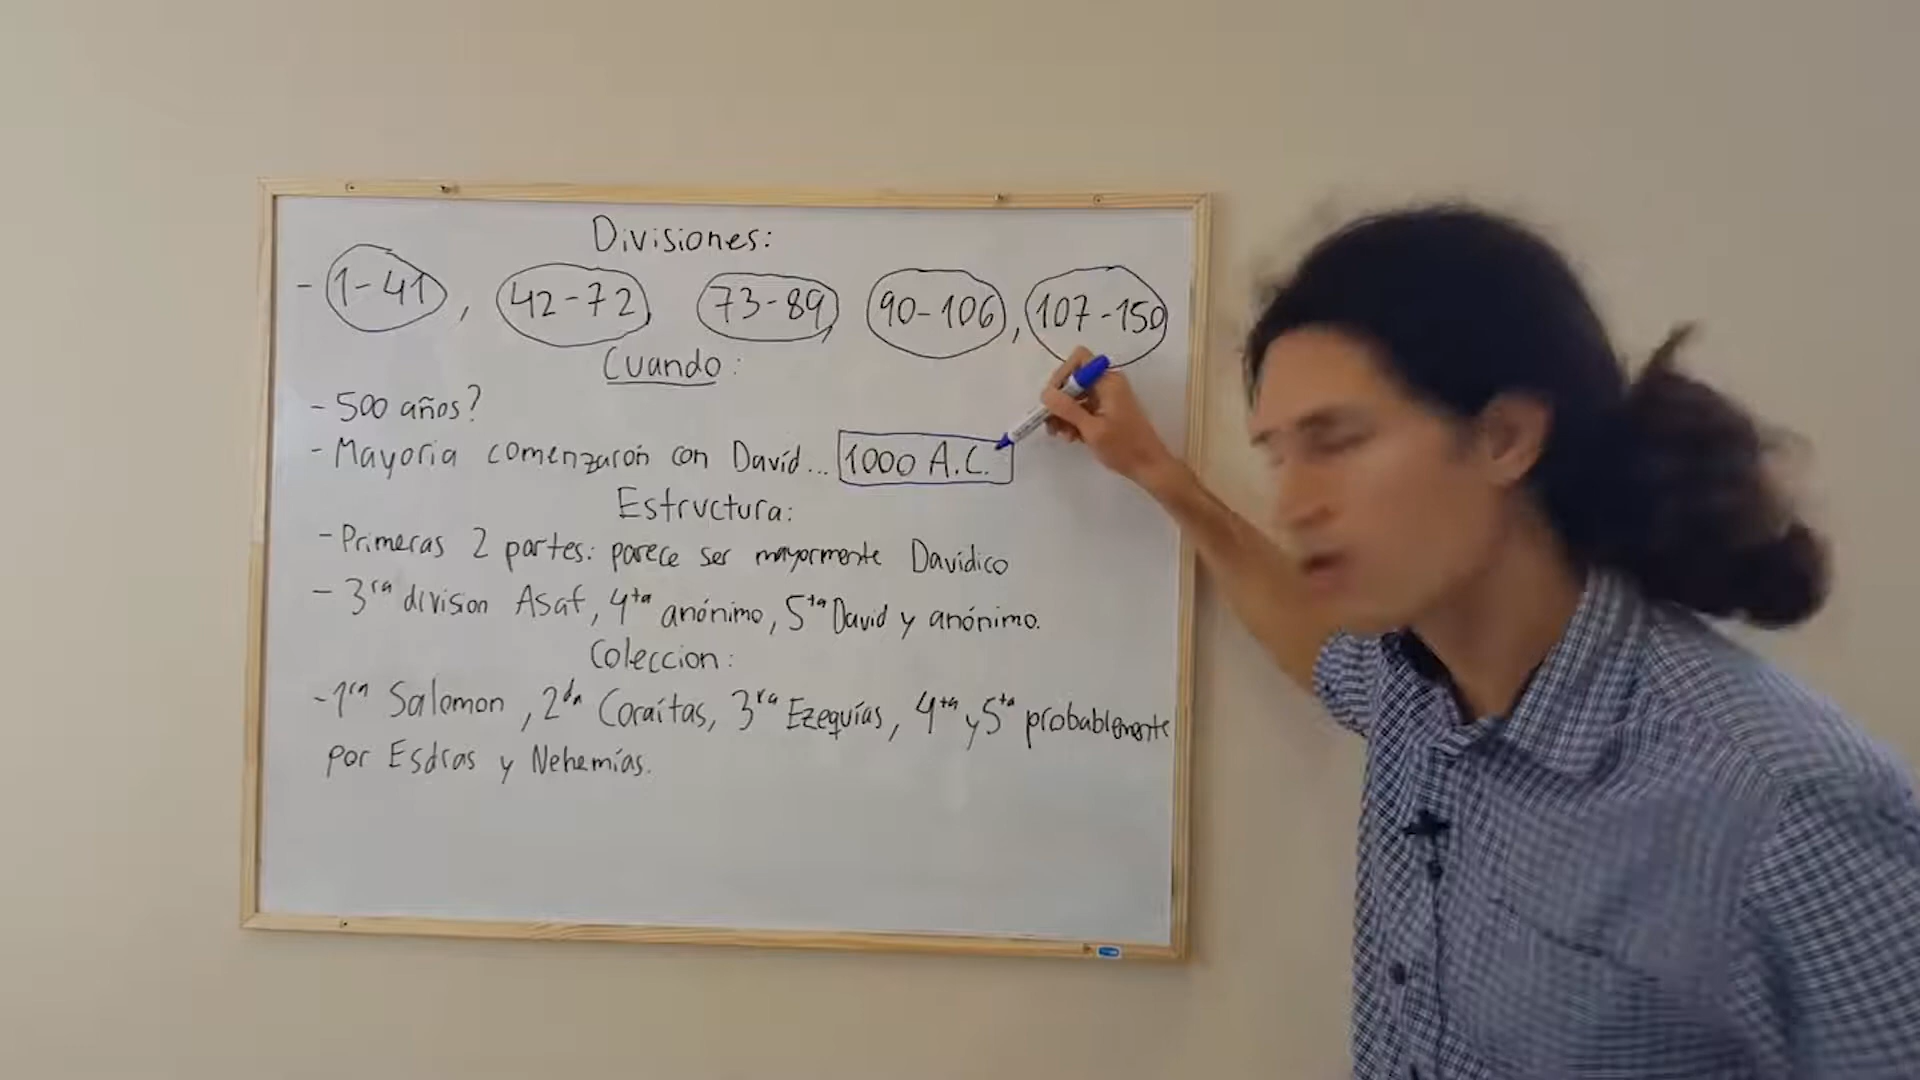 Divisiones:
- 1-41, 42-72 73-89, 90-106, 107-150
Cuando:
- 500 años?
- Mayoria comenzaron con David... 1000 A.C.
Estructura:
- Primeras 2 partes: parece ser mayormente Davídico
- 3ra division Asaf, 4ta anónimo, 5ta David y anónimo.
Coleccion:
- 1ra Salomon, 2da Coraítas, 3ra Ezequías, 4ta y 5ta probablemente
por Esdras y Nehemías.